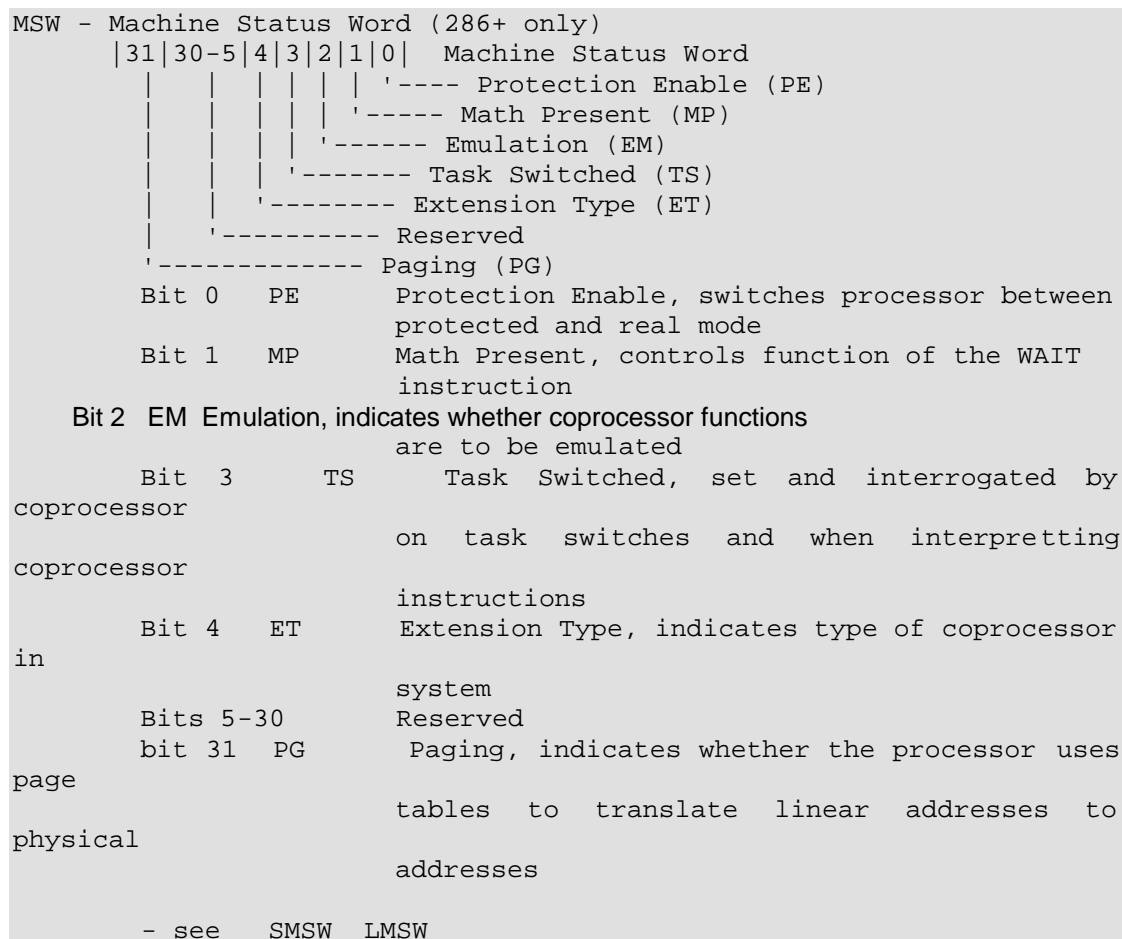 MSW - Machine Status Word (286+ only)
|31|30-5|4|3|2|1|0| Machine Status Word
| | | | | | '---- Protection Enable (PE)
| | | | | '----- Math Present (MP)
| | | | '------ Emulation (EM)
| | | '------- Task Switched (TS)
| | '-------- Extension Type (ET)
| '---------- Reserved
'------------- Paging (PG)
Bit 0 PE Protection Enable, switches processor between
protected and real mode
Bit 1 MP Math Present, controls function of the WAIT
instruction
Bit 2 EM Emulation, indicates whether coprocessor functions
are to be emulated
Bit 3 TS Task Switched, set and interrogated by
coprocessor
on task switches and when interpretting
coprocessor
instructions
Bit 4 ET Extension Type, indicates type of coprocessor
in
system
Bits 5-30 Reserved
bit 31 PG Paging, indicates whether the processor uses
page
tables to translate linear addresses to
physical
addresses
- see SMSW LMSW